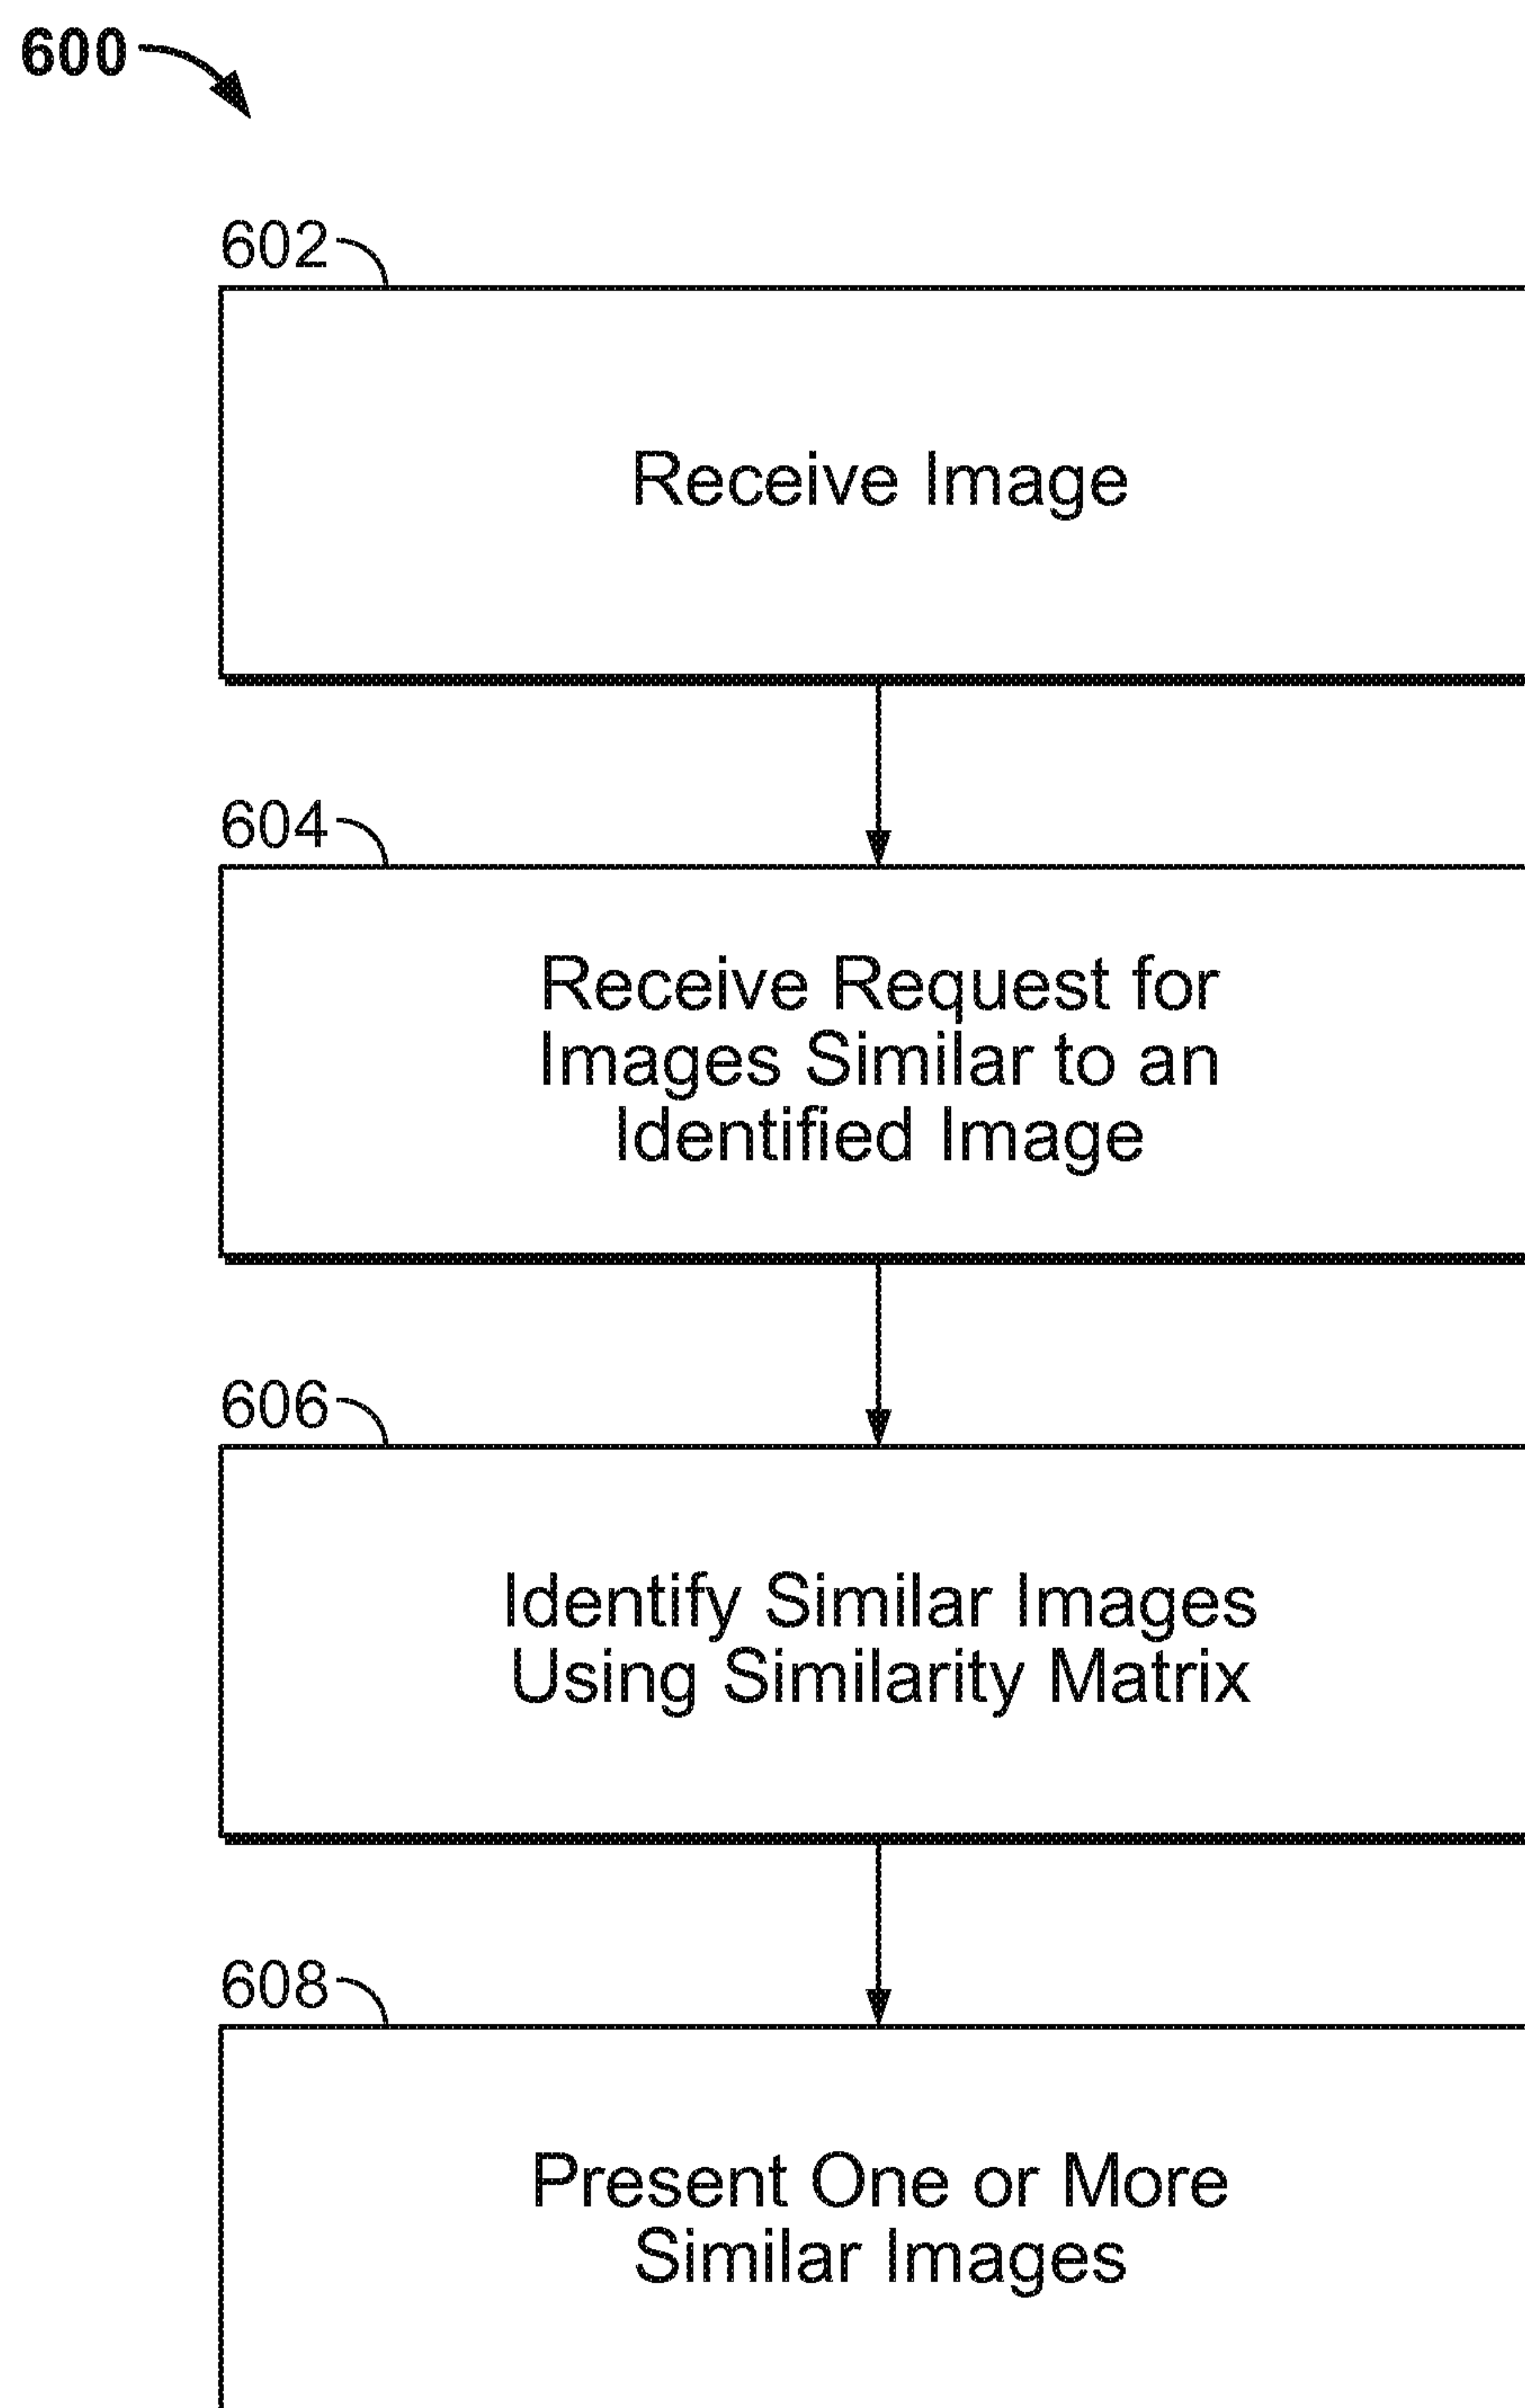 600
602
Receive Image
604
Receive Request for
Images Similar to an
Identified Image
606
Identify Similar Images
Using Similarity Matrix
608
Present One or More
Similar Images